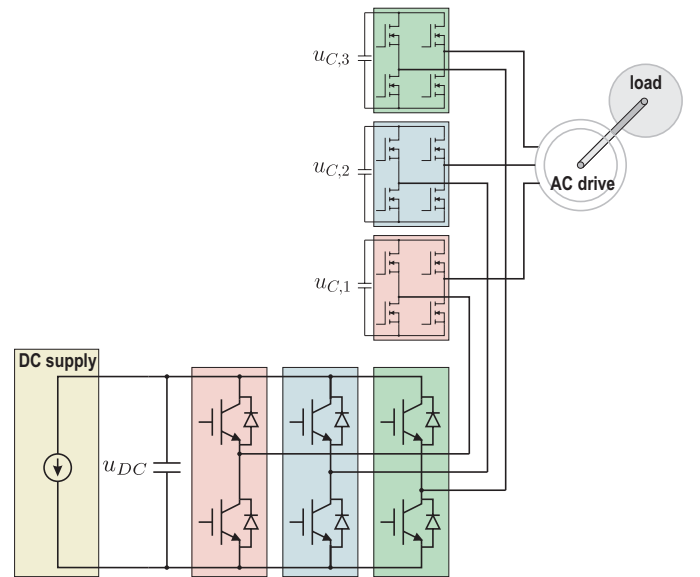 u_{C,3}
load
u_{C,2}
AC drive
u_{C,1}
DC supply
u_{DC}